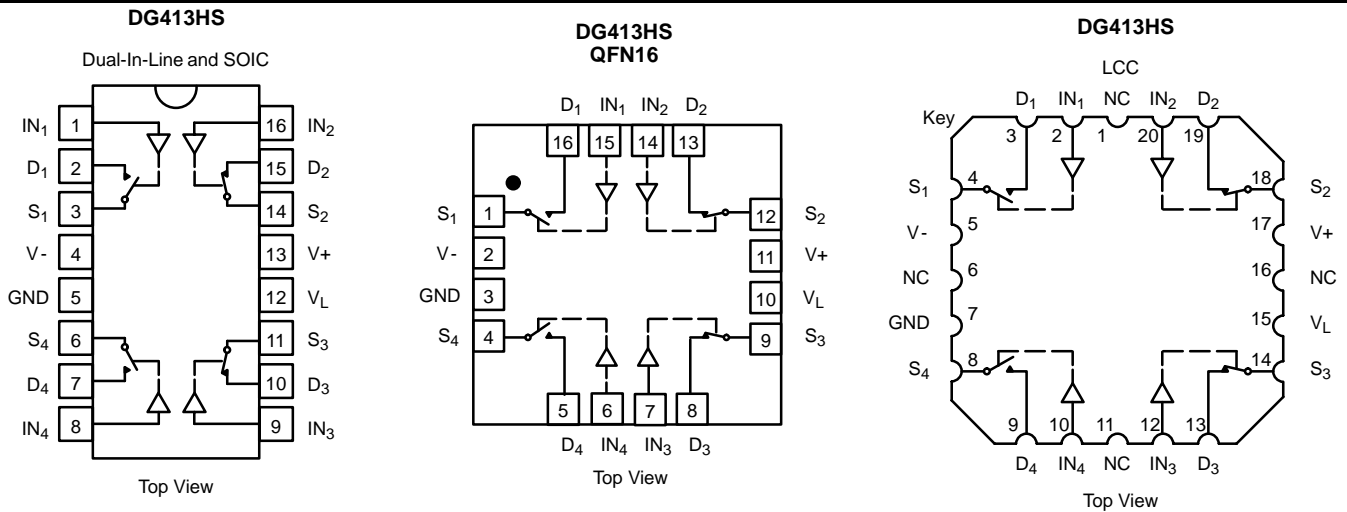 DG413HS
Dual-In-Line and SOIC
IN1 1 16 IN2
D1 2 15 D2
S1 3 14 S2
V- 4 13 V+
GND 5 12 VL
S4 6 11 S3
D4 7 10 D3
IN4 8 9 IN3
Top View
DG413HS
QFN16
D1 IN1 IN2 D2
16 15 14 13
S1 1 12 S2
V- 2 11 V+
GND 3 10 VL
S4 4 9 S3
5 6 7 8
D4 IN4 IN3 D3
Top View
DG413HS
LCC
D1 IN1 NC IN2 D2
Key 3 2 1 20 19
S1 4 18 S2
V- 5 17 V+
NC 6 16 NC
GND 7 15 VL
S4 8 14 S3
9 10 11 12 13
D4 IN4 NC IN3 D3
Top View